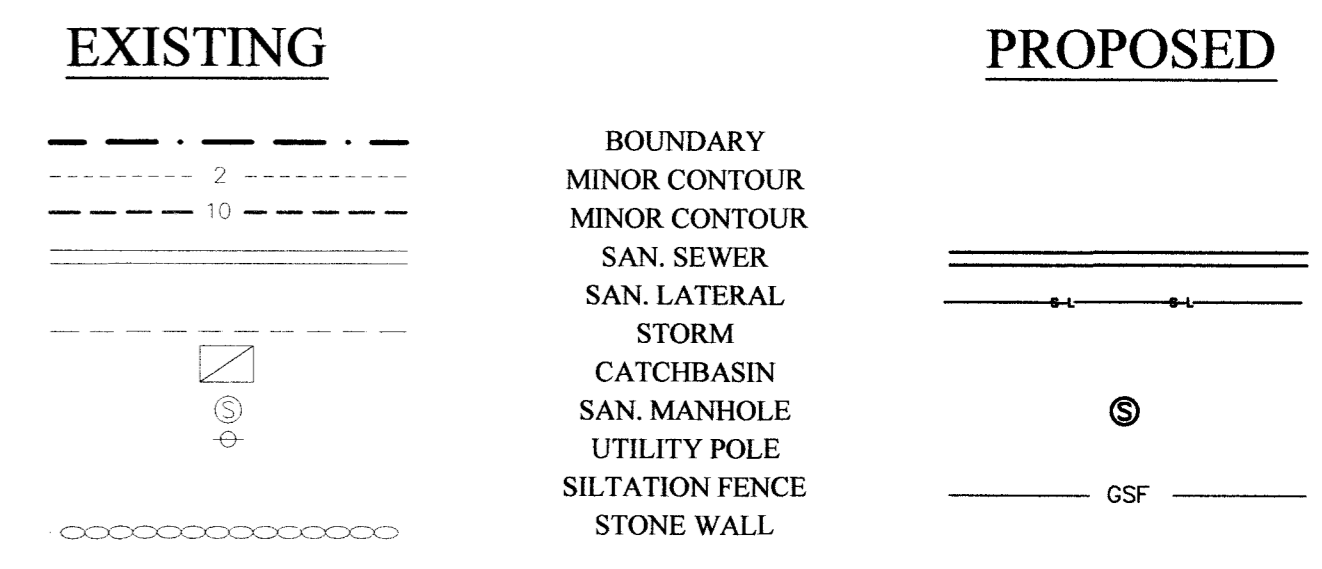 EXISTING
PROPOSED
BOUNDARY
2 MINOR CONTOUR
10 MINOR CONTOUR
SAN. SEWER
SAN. LATERAL S-L S-L
STORM
CATCHBASIN
S SAN. MANHOLE S
UTILITY POLE
SILTATION FENCE GSF
STONE WALL